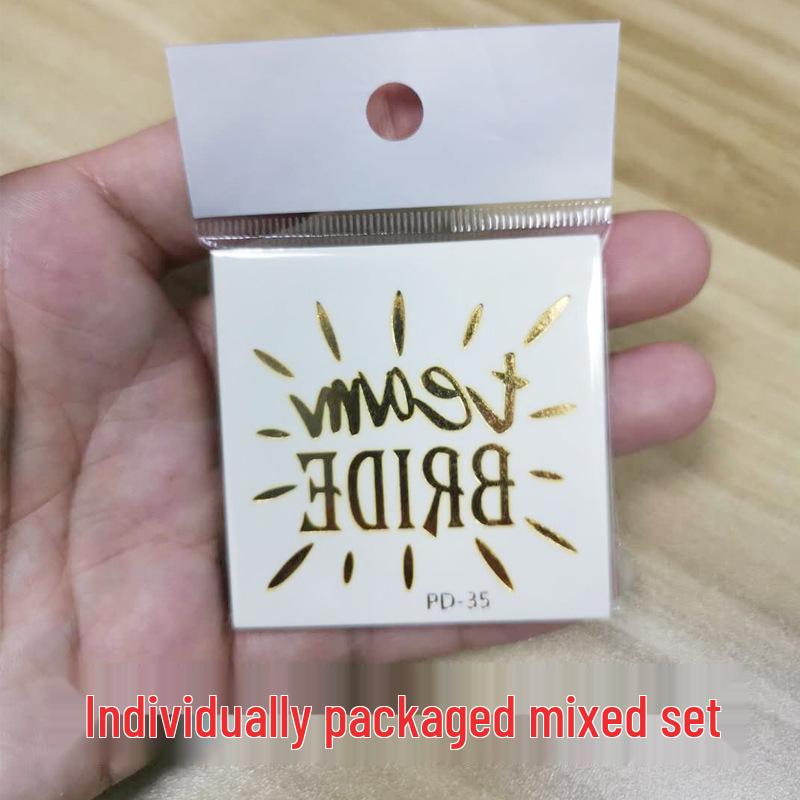 team
BRIDE
PD-35
Individually packaged mixed set